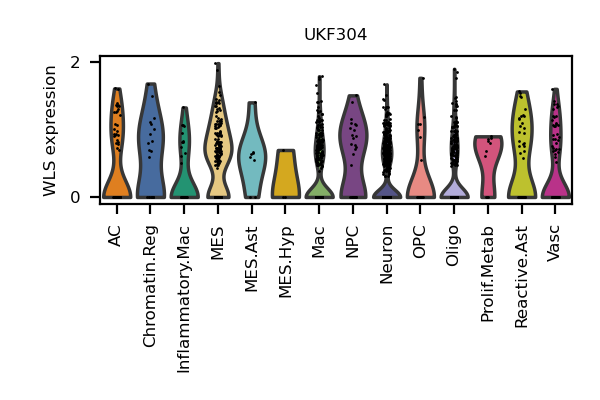 UKF304
WLS expression
2
0
AC
Chromatin.Reg
Inflammatory.Mac
MES
MES.Ast
MES.Hyp
Mac
NPC
Neuron
OPC
Oligo
Prolif.Metab
Reactive.Ast
Vasc